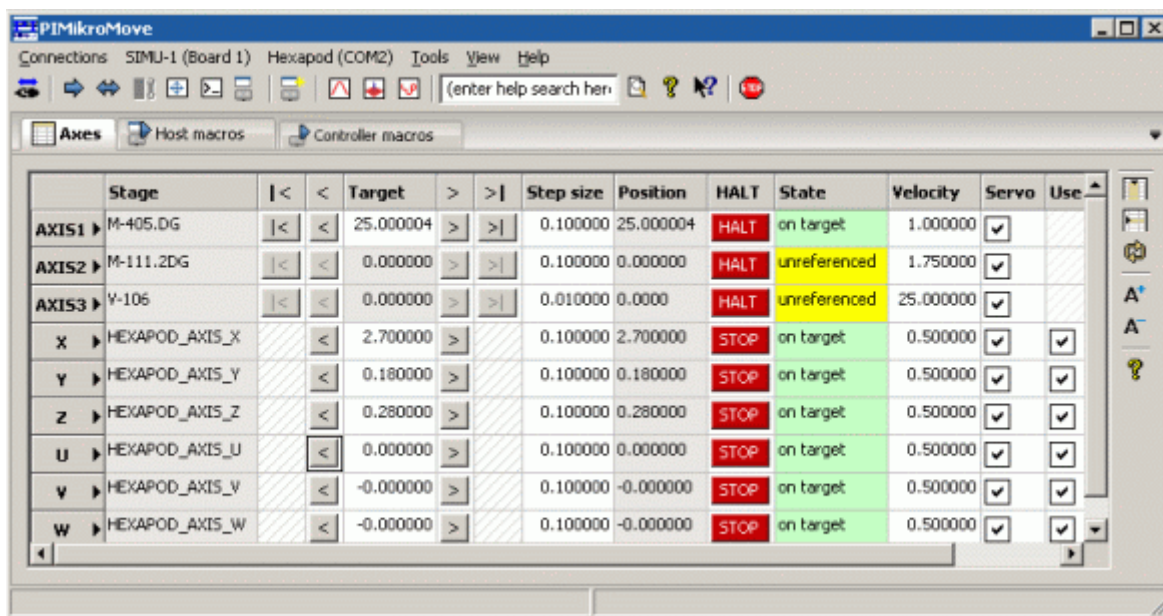 PIMikroMove
Connections SIMU-1 (Board 1) Hexapod (COM2) Tools View Help
(enter help search her STOP
Axes Host macros Controller macros
Stage |< < Target > >| Step size Position HALT State Velocity Servo Use
AXIS1 M-405.DG |< < 25.000004 > >| 0.100000 25.000004 HALT on target 1.000000
AXIS2 M-111.2DG |< < 0.000000 > >| 0.100000 0.000000 HALT unreferenced 1.750000
AXIS3 V-106 |< < 0.000000 > >| 0.010000 0.0000 HALT unreferenced 25.000000
X HEXAPOD_AXIS_X < 2.700000 > 0.100000 2.700000 STOP on target 0.500000
Y HEXAPOD_AXIS_Y < 0.180000 > 0.100000 0.180000 STOP on target 0.500000
Z HEXAPOD_AXIS_Z < 0.280000 > 0.100000 0.280000 STOP on target 0.500000
U HEXAPOD_AXIS_U < 0.000000 > 0.100000 0.000000 STOP on target 0.500000
V HEXAPOD_AXIS_V < -0.000000 > 0.100000 -0.000000 STOP on target 0.500000
W HEXAPOD_AXIS_W < -0.000000 > 0.100000 -0.000000 STOP on target 0.500000
A+
A-